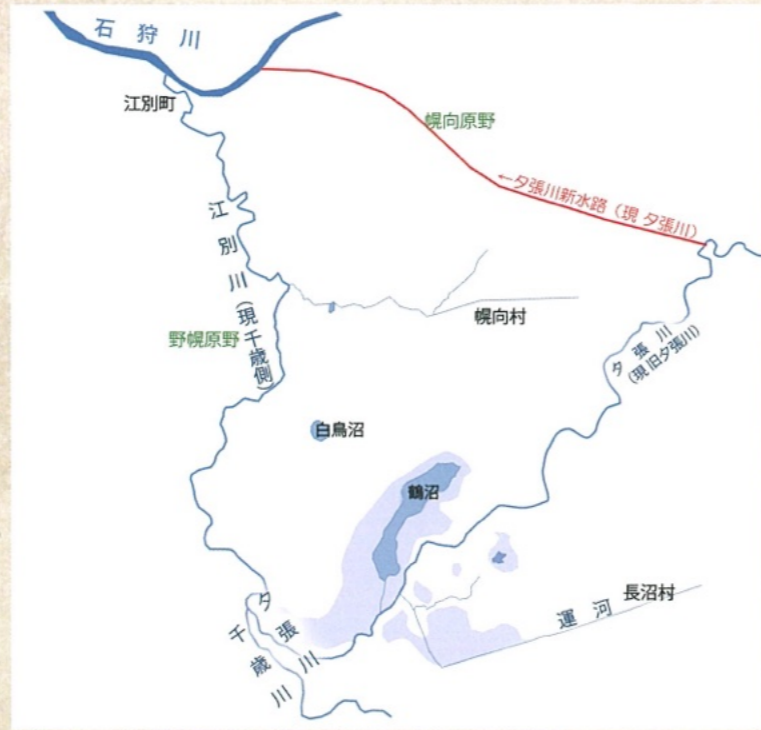 石狩川
江別町
幌向原野
←夕張川新水路（現 夕張川）
江別川（現千歳側）
野幌原野
幌向村
夕張川
（現旧夕張川）
白鳥沼
鶴沼
長沼村
運河
夕張川
千歳川